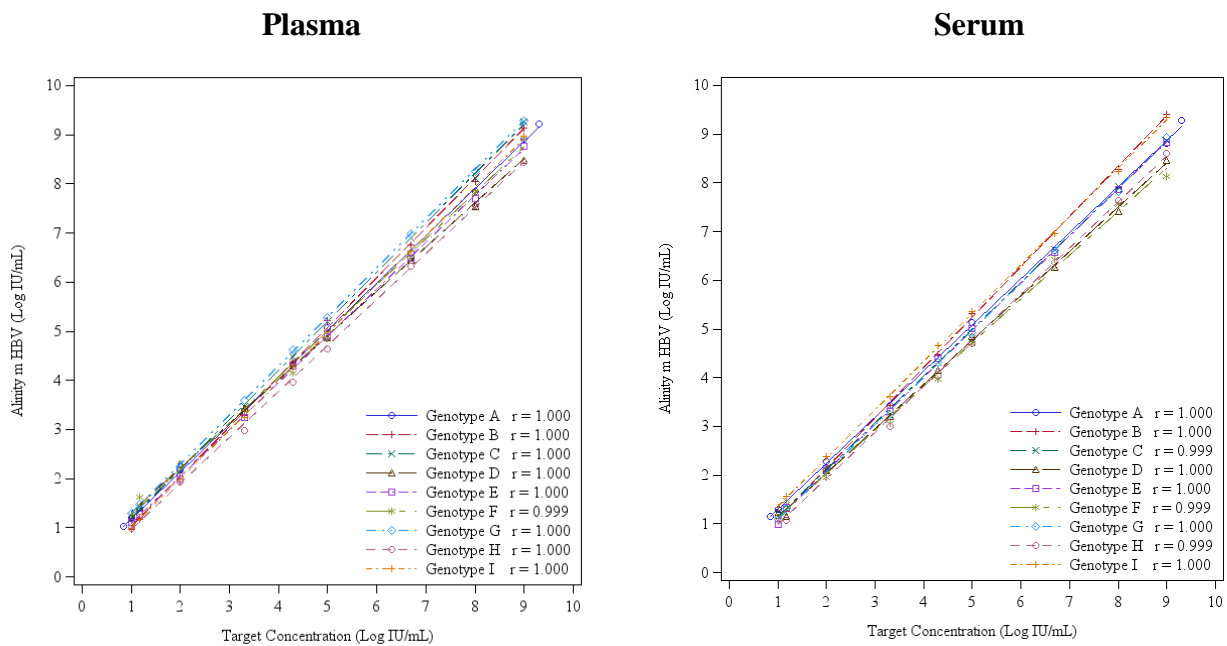 Plasma
Serum
10
9
8
7
6
5
4
3
2
1
0
Alinity m HBV (Log IU/mL)
Genotype A r = 1.000
Genotype B r = 1.000
Genotype C r = 1.000
Genotype D r = 1.000
Genotype E r = 1.000
Genotype F r = 0.999
Genotype G r = 1.000
Genotype H r = 1.000
Genotype I r = 1.000
0 1 2 3 4 5 6 7 8 9 10
Target Concentration (Log IU/mL)
10
9
8
7
6
5
4
3
2
1
0
Alinity m HBV (Log IU/mL)
Genotype A r = 1.000
Genotype B r = 1.000
Genotype C r = 0.999
Genotype D r = 1.000
Genotype E r = 1.000
Genotype F r = 0.999
Genotype G r = 1.000
Genotype H r = 0.999
Genotype I r = 1.000
0 1 2 3 4 5 6 7 8 9 10
Target Concentration (Log IU/mL)